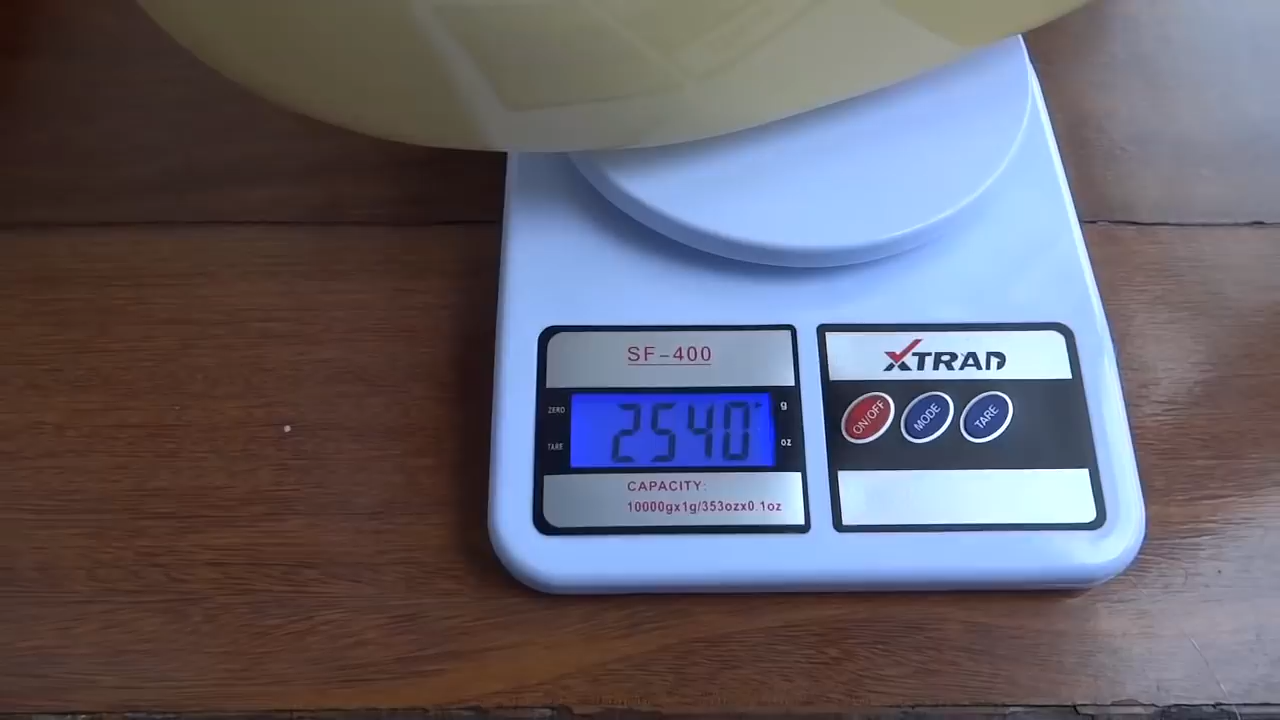 SF-400
ZERO
TARE
2540
g
oz
CAPACITY:
10000gx1g/353ozx0.1oz
XTRAD
ON/OFF
MODE
TARE